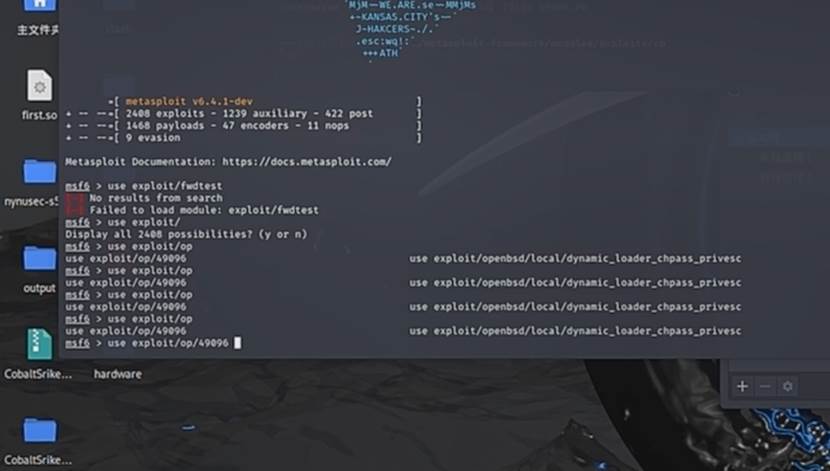 主文件夹
first.so
nynusec-s
output
CobaltSrike...
hardware
CobaltSrike...
`MjM--WE.ARE.se--MMjMs
+~KANSAS.CITY's~-`
J~HAKCERS~./.`
.esc:wq!:`
+++ATH`
`
=[ metasploit v6.4.1-dev ]
+ -- --=[ 2408 exploits - 1239 auxiliary - 422 post ]
+ -- --=[ 1468 payloads - 47 encoders - 11 nops ]
+ -- --=[ 9 evasion ]
Metasploit Documentation: https://docs.metasploit.com/
msf6 > use exploit/fwdtest
[-] No results from search
[-] Failed to load module: exploit/fwdtest
msf6 > use exploit/
Display all 2408 possibilities? (y or n)
msf6 > use exploit/op
use exploit/op/49096 use exploit/openbsd/local/dynamic_loader_chpass_privesc
msf6 > use exploit/op
use exploit/op/49096 use exploit/openbsd/local/dynamic_loader_chpass_privesc
msf6 > use exploit/op
use exploit/op/49096 use exploit/openbsd/local/dynamic_loader_chpass_privesc
msf6 > use exploit/op
use exploit/op/49096 use exploit/openbsd/local/dynamic_loader_chpass_privesc
msf6 > use exploit/op/49096